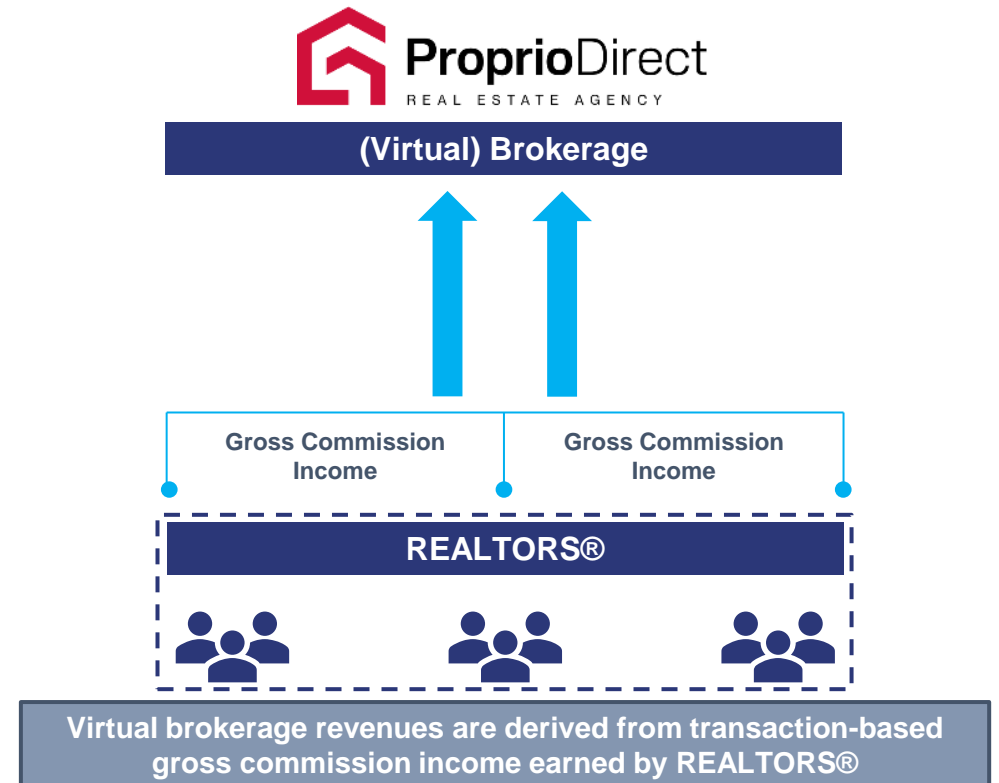 ProprioDirect
REAL ESTATE AGENCY
(Virtual) Brokerage
Gross Commission
Income
Gross Commission
Income
REALTORS®
Virtual brokerage revenues are derived from transaction-based
gross commission income earned by REALTORS®